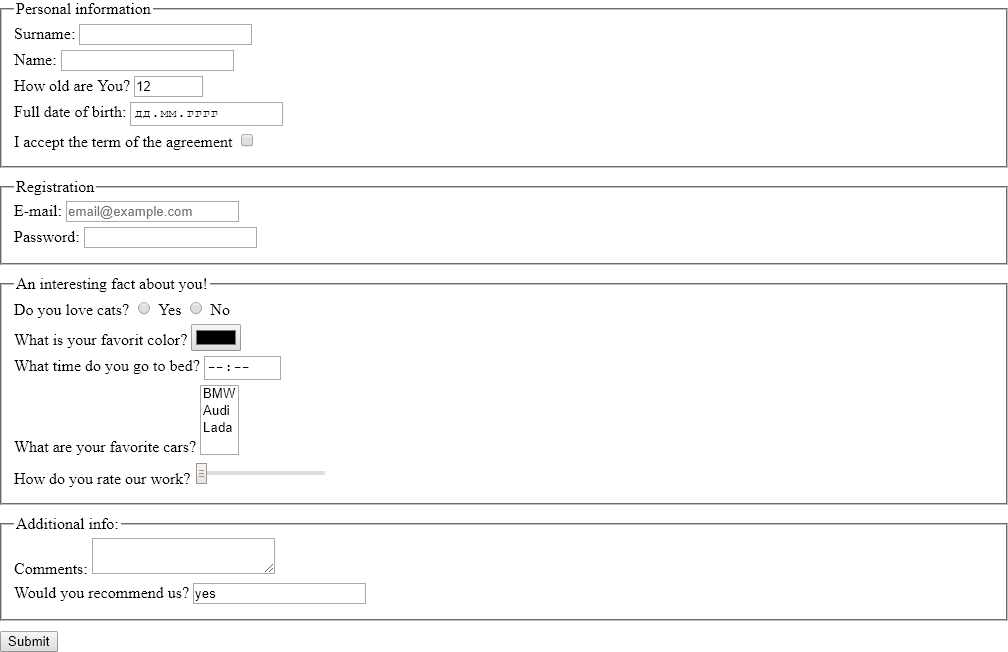 Personal information
Surname:
Name:
How old are You? 12
Full date of birth: дд.мм.гггг
I accept the term of the agreement
Registration
E-mail: email@example.com
Password:
An interesting fact about you!
Do you love cats? Yes No
What is your favorit color?
What time do you go to bed? --:--
BMW
Audi
Lada
What are your favorite cars?
How do you rate our work?
Additional info:
Comments:
Would you recommend us? yes
Submit